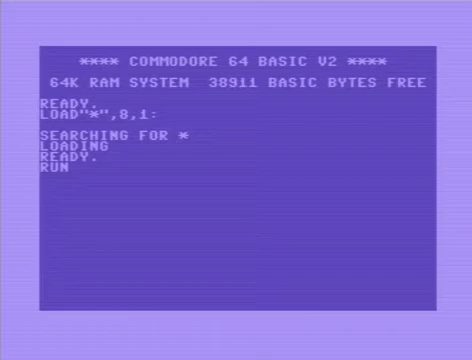 **** COMMODORE 64 BASIC V2 ****
64K RAM SYSTEM  38911 BASIC BYTES FREE
READY.
LOAD"*",8,1:
SEARCHING FOR *
LOADING
READY.
RUN